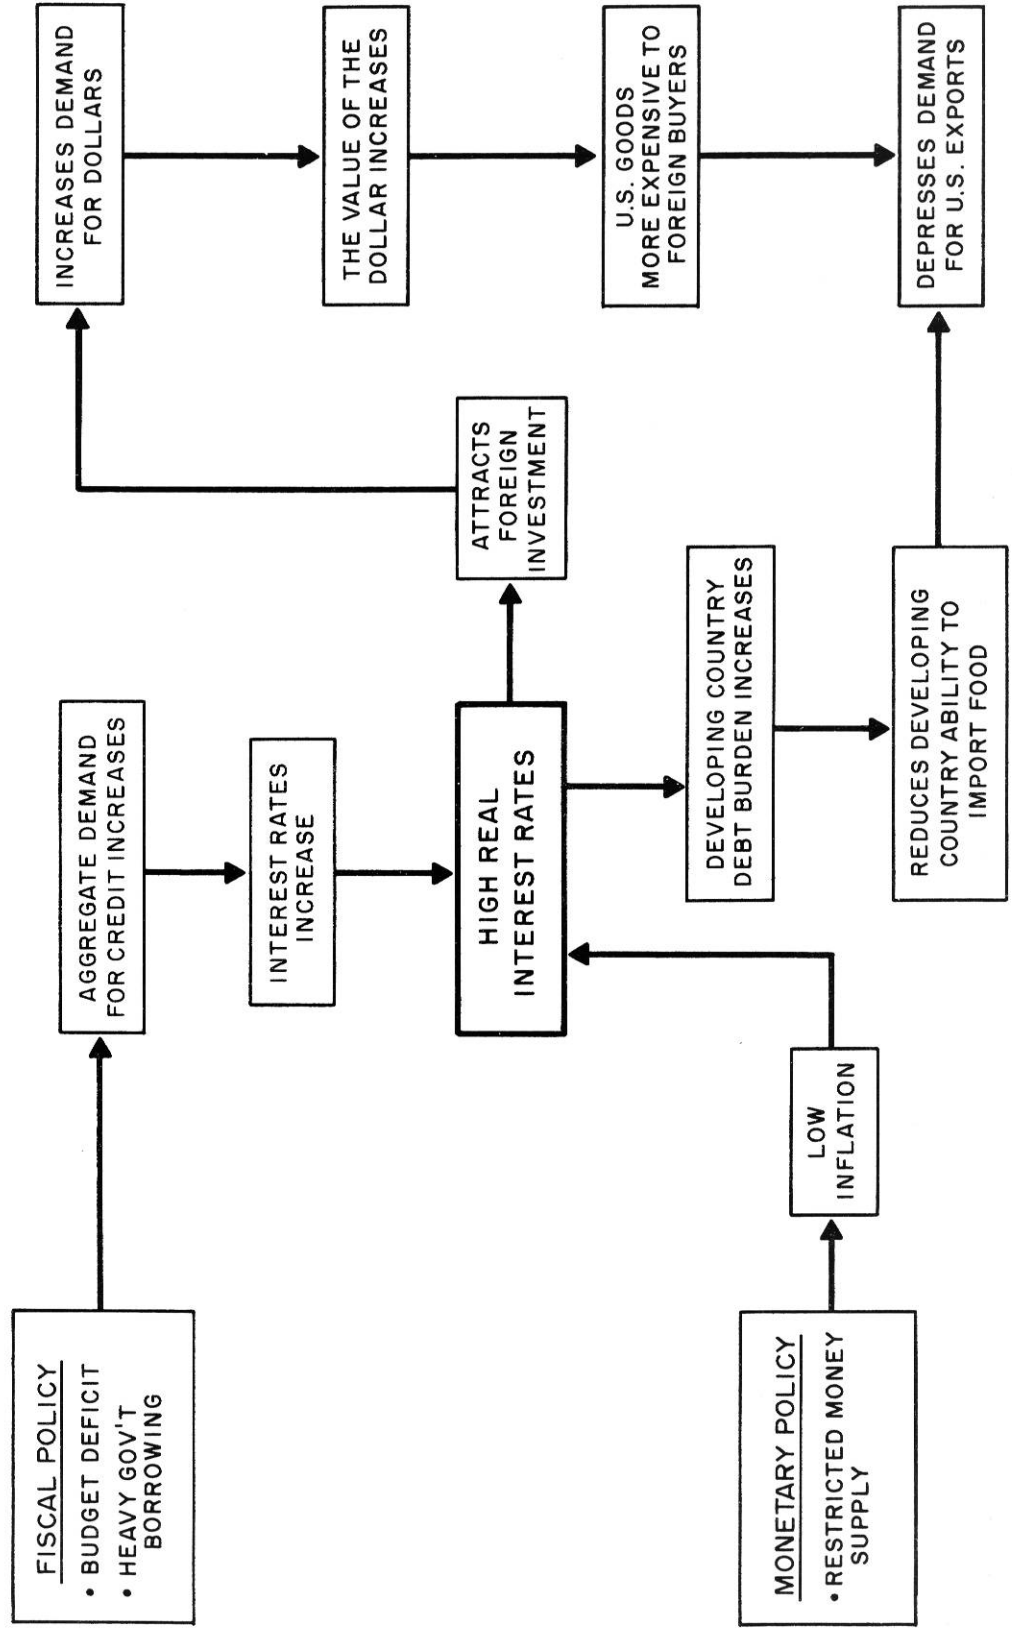 FISCAL POLICY
• BUDGET DEFICIT
• HEAVY GOV'T
BORROWING
AGGREGATE DEMAND
FOR CREDIT INCREASES
INTEREST RATES
INCREASE
HIGH REAL
INTEREST RATES
MONETARY POLICY
• RESTRICTED MONEY
SUPPLY
LOW
INFLATION
ATTRACTS
FOREIGN
INVESTMENT
INCREASES DEMAND
FOR DOLLARS
THE VALUE OF THE
DOLLAR INCREASES
U.S. GOODS
MORE EXPENSIVE TO
FOREIGN BUYERS
DEPRESSES DEMAND
FOR U.S. EXPORTS
DEVELOPING COUNTRY
DEBT BURDEN INCREASES
REDUCES DEVELOPING
COUNTRY ABILITY TO
IMPORT FOOD